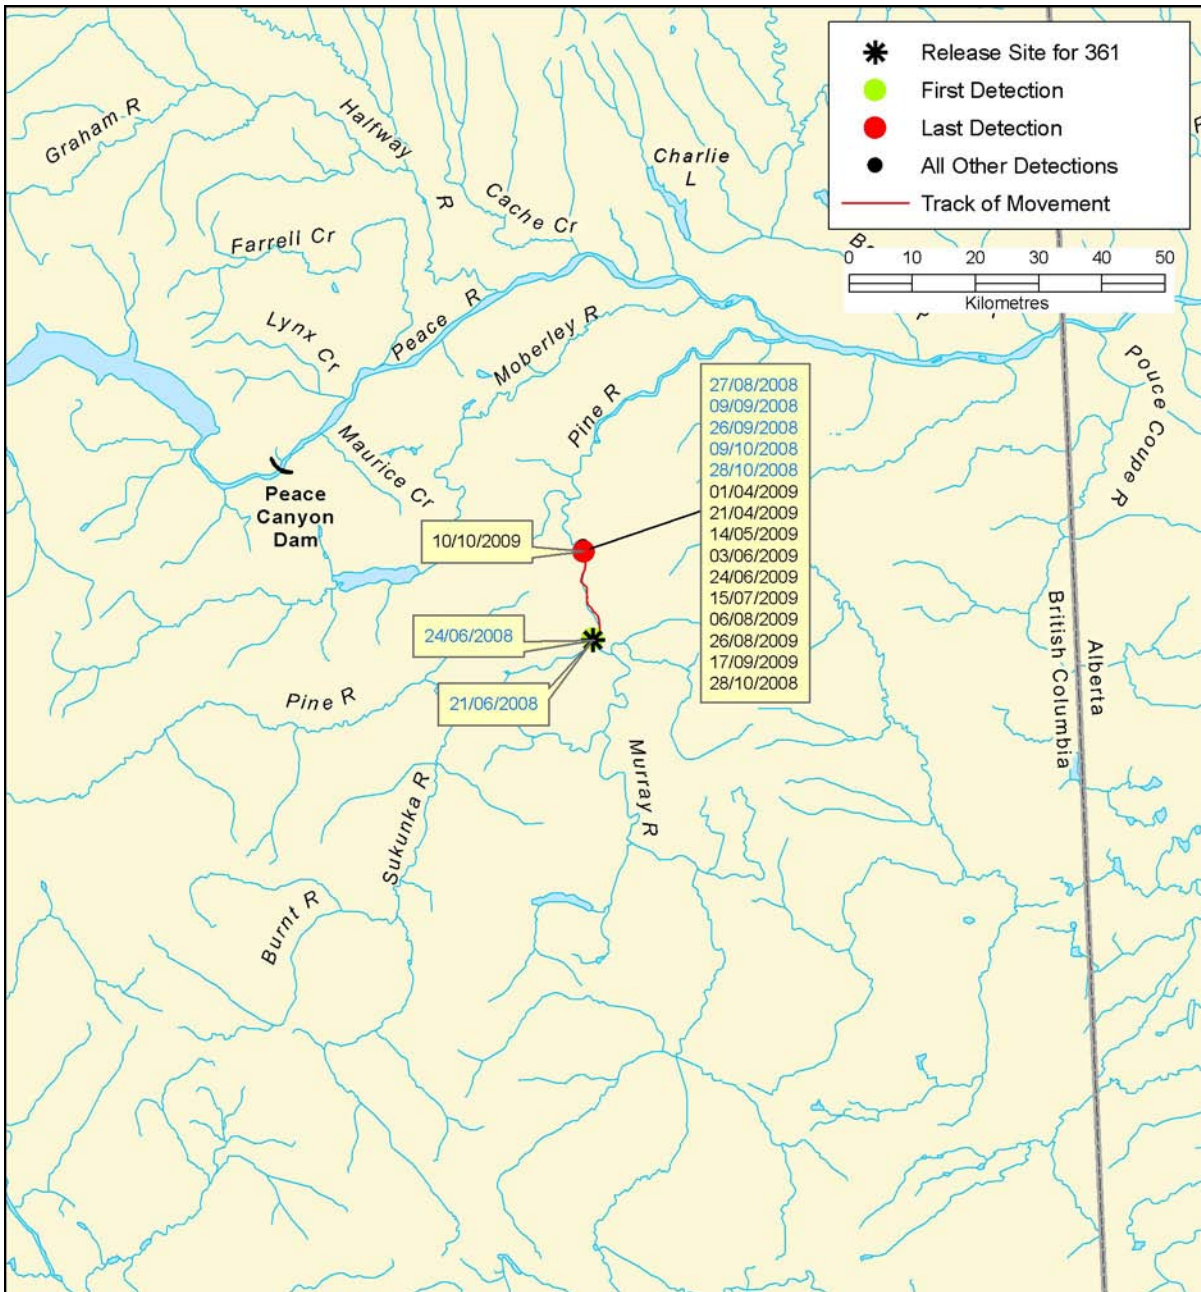 Release Site for 361
First Detection
Last Detection
All Other Detections
Track of Movement
0 10 20 30 40 50
Kilometres
Graham R
Halfway
R
Charlie
L
Cache Cr
Farrell Cr
Lynx Cr
Peace R
Moberley R
Pine R
Maurice Cr
Peace
Canyon
Dam
Pouce Coupe R
27/08/2008
09/09/2008
26/09/2008
09/10/2008
28/10/2008
01/04/2009
21/04/2009
14/05/2009
03/06/2009
24/06/2009
15/07/2009
06/08/2009
26/08/2009
17/09/2009
28/10/2008
10/10/2009
24/06/2008
21/06/2008
Pine R
Murray R
Sukunka R
Burnt R
British Columbia
Alberta